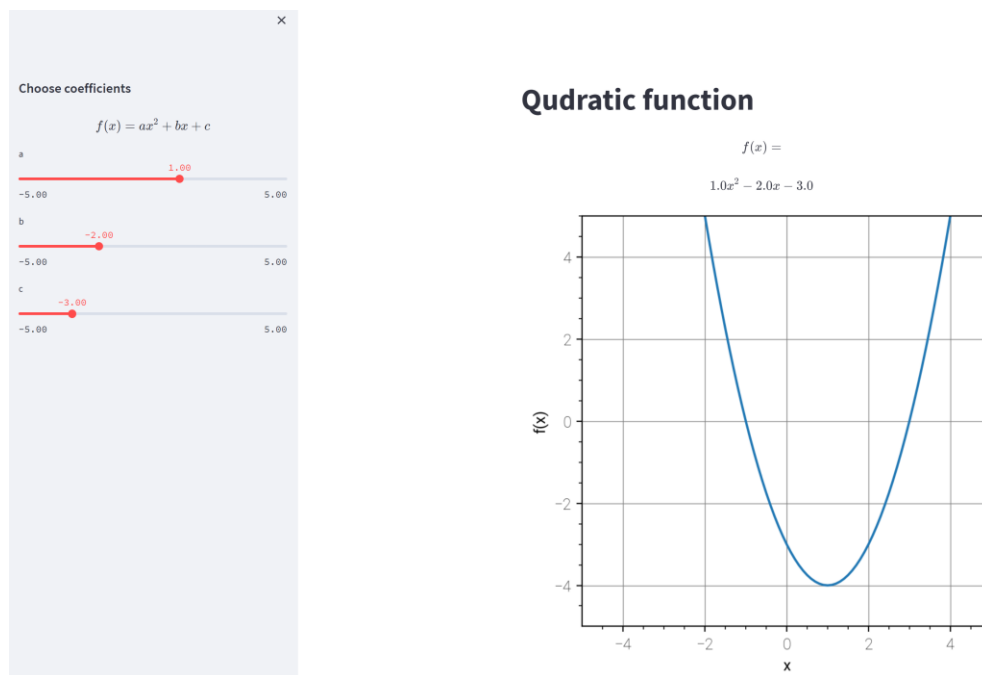 ×
Choose coefficients
f(x) = ax² + bx + c
a
1.00
-5.00 5.00
b
-2.00
-5.00 5.00
c
-3.00
-5.00 5.00
Qudratic function
f(x) =
1.0x² − 2.0x − 3.0
4
2
0
−2
−4
f(x)
−4 −2 0 2 4
x